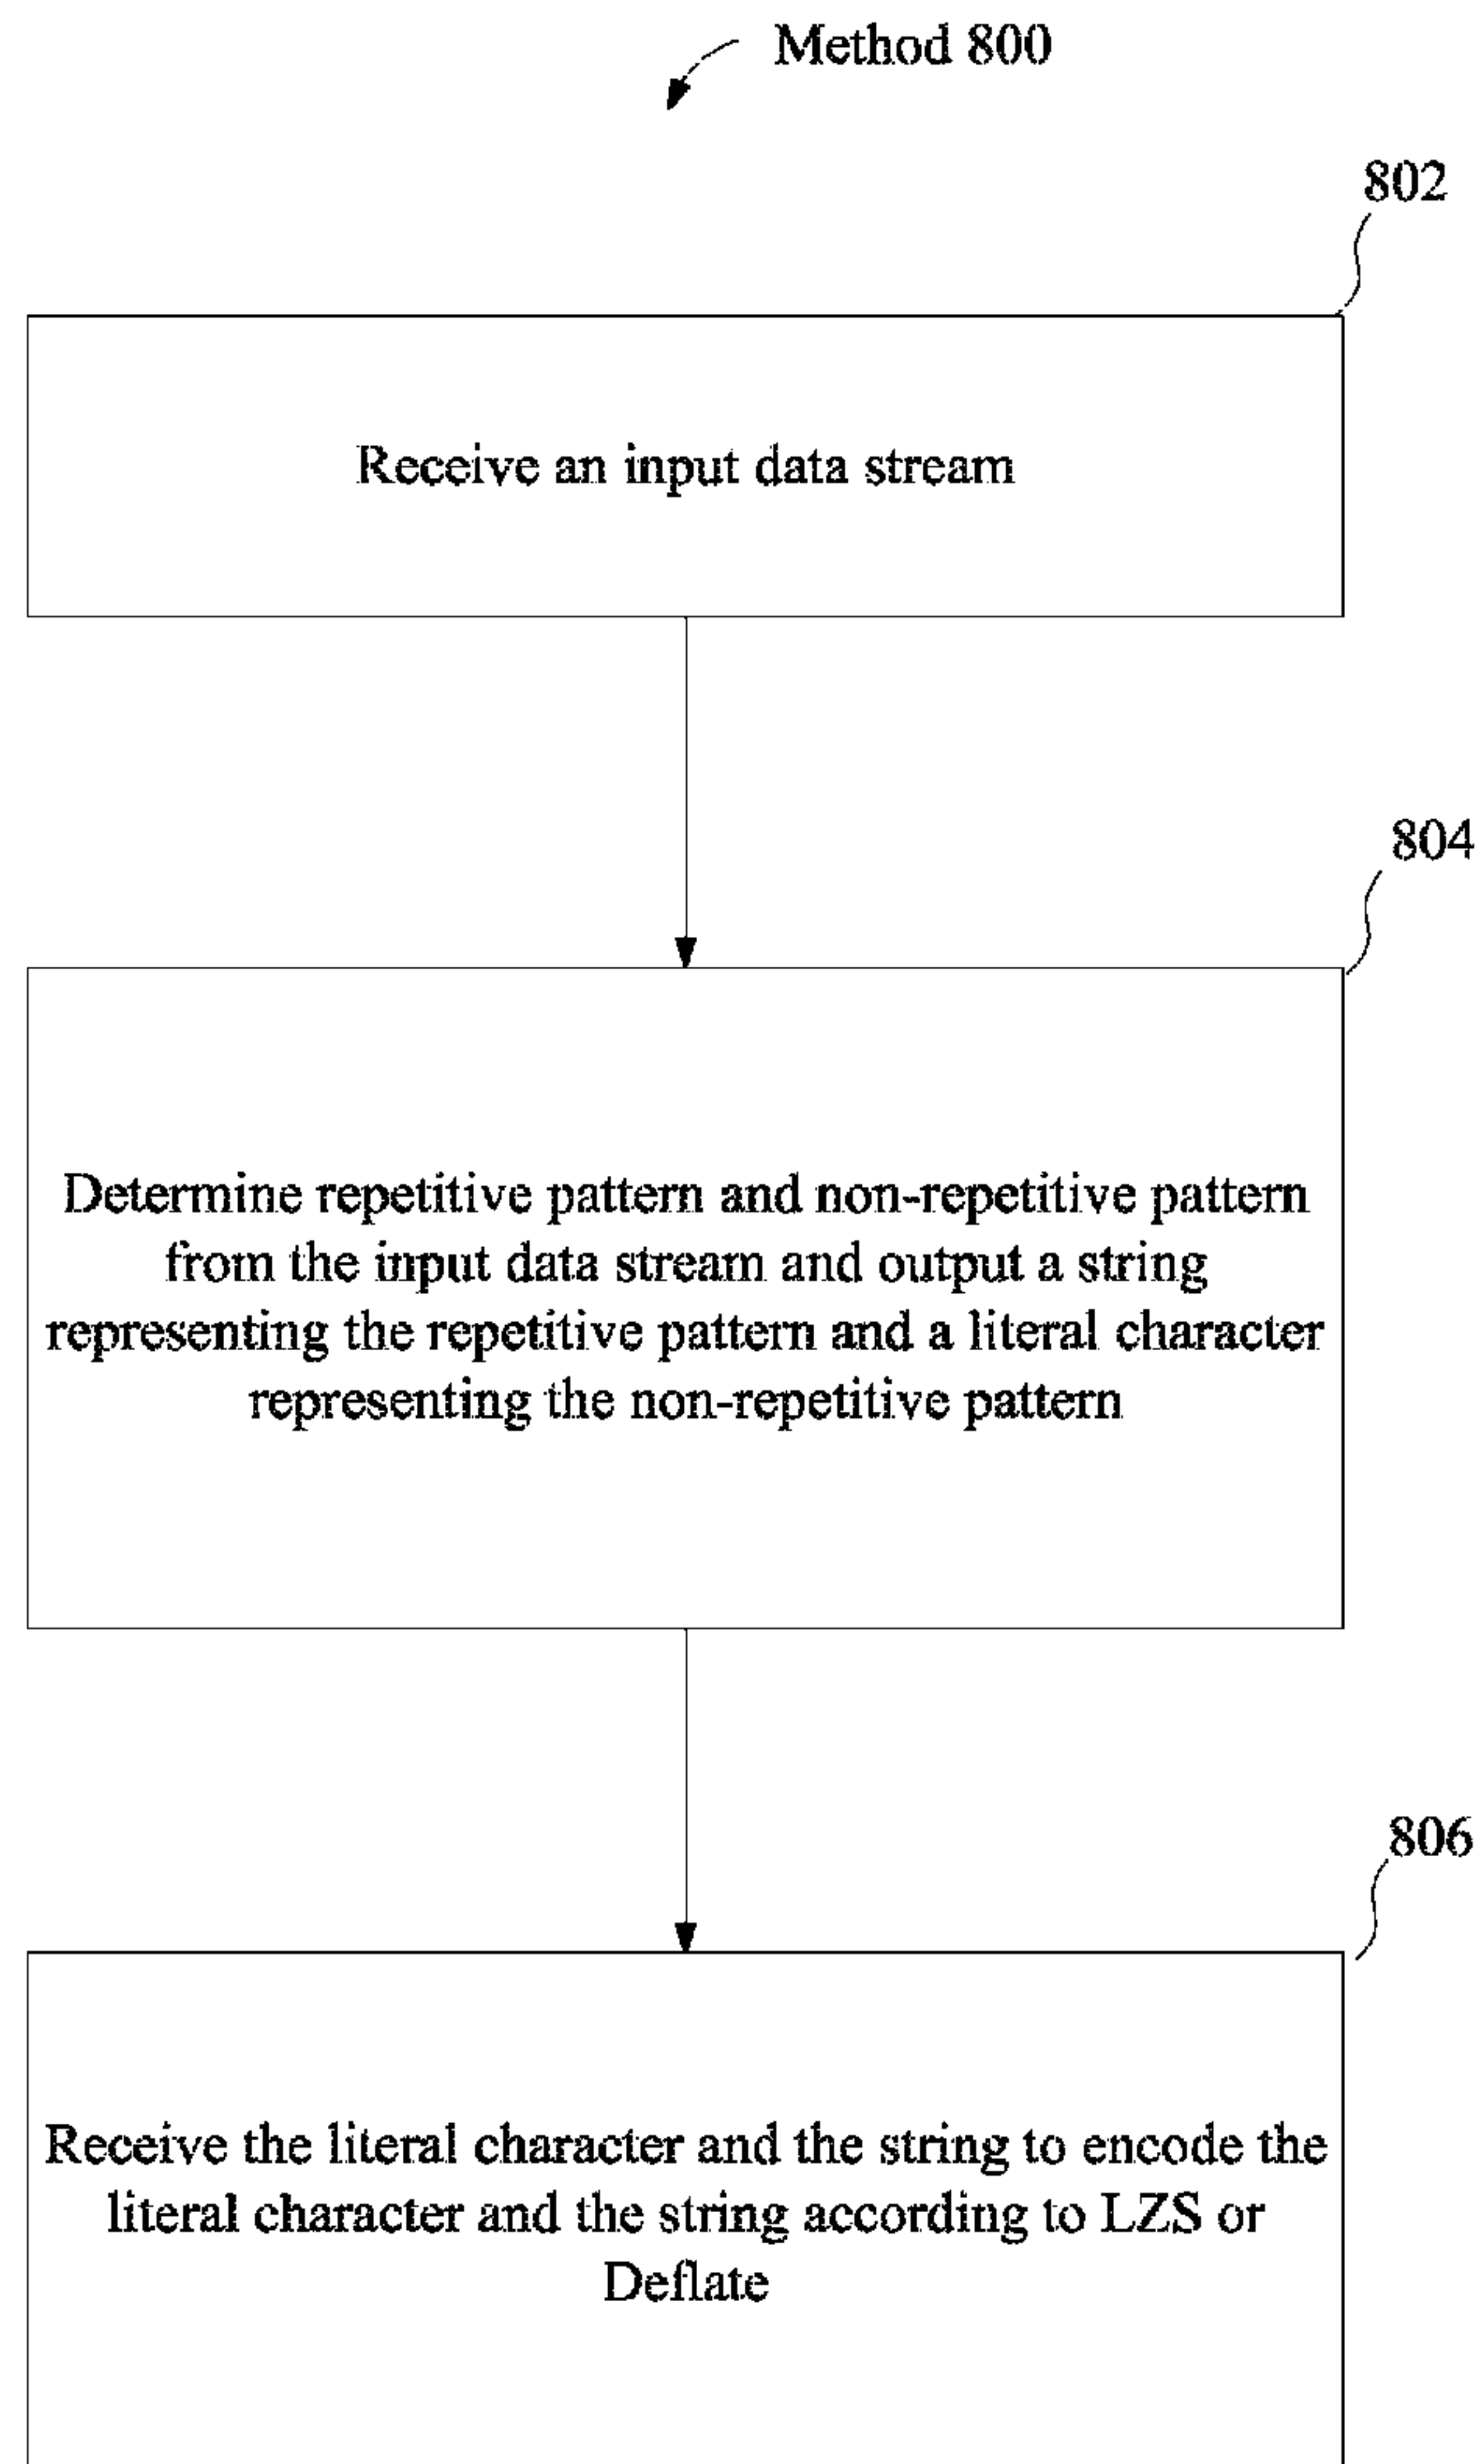 Method 800
802
Receive an input data stream
804
Determine repetitive pattern and non-repetitive pattern
from the input data stream and output a string
representing the repetitive pattern and a literal character
representing the non-repetitive pattern
806
Receive the literal character and the string to encode the
literal character and the string according to LZS or
Deflate